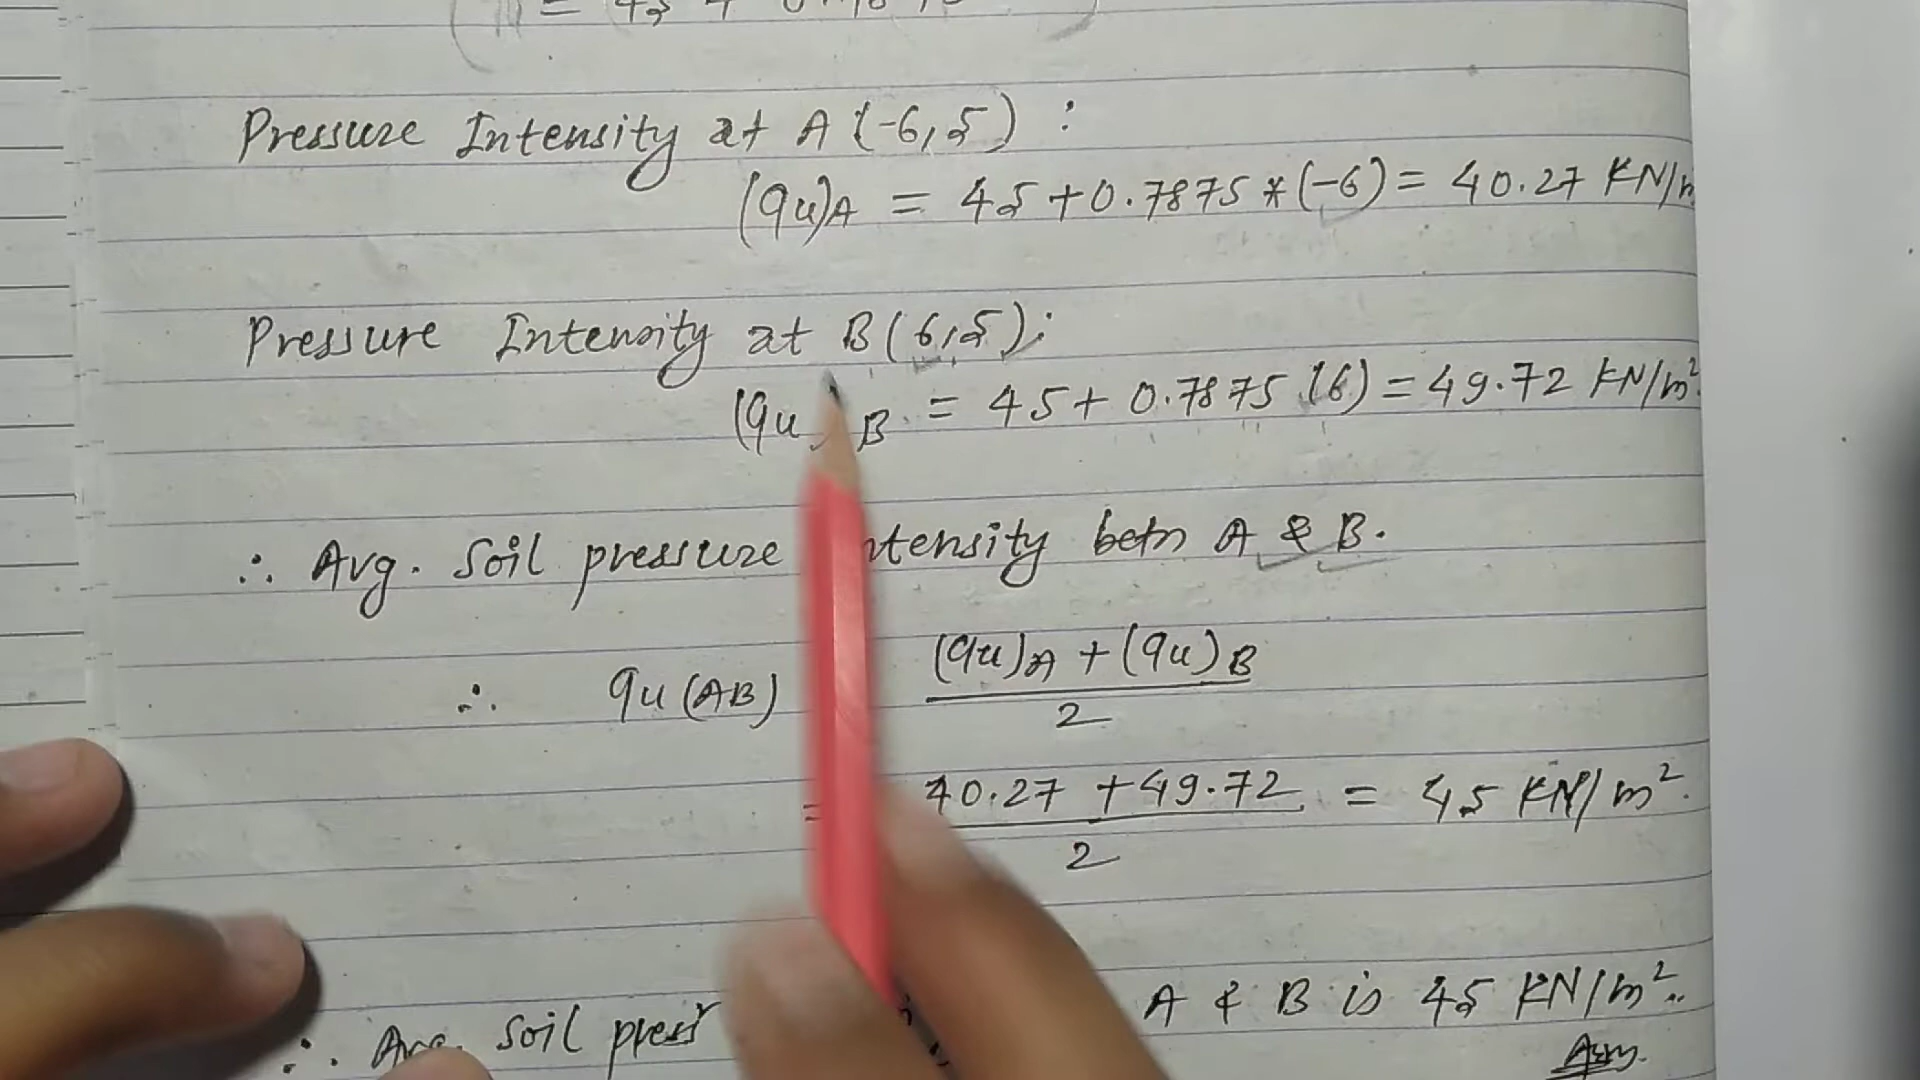 Pressure Intensity at A (-6,5) :
(qu)A = 45 + 0.7875 * (-6) = 40.27 KN/m
Pressure Intensity at B (6,5) :
(qu)B = 45 + 0.7875 (6) = 49.72 KN/m²
∴ Avg. Soil pressure ntensity betn A & B.
∴ qu (AB) (qu)A + (qu)B
2
= 40.27 + 49.72 = 45 KN/m².
2
∴ Soil A & B is 45 KN/m².